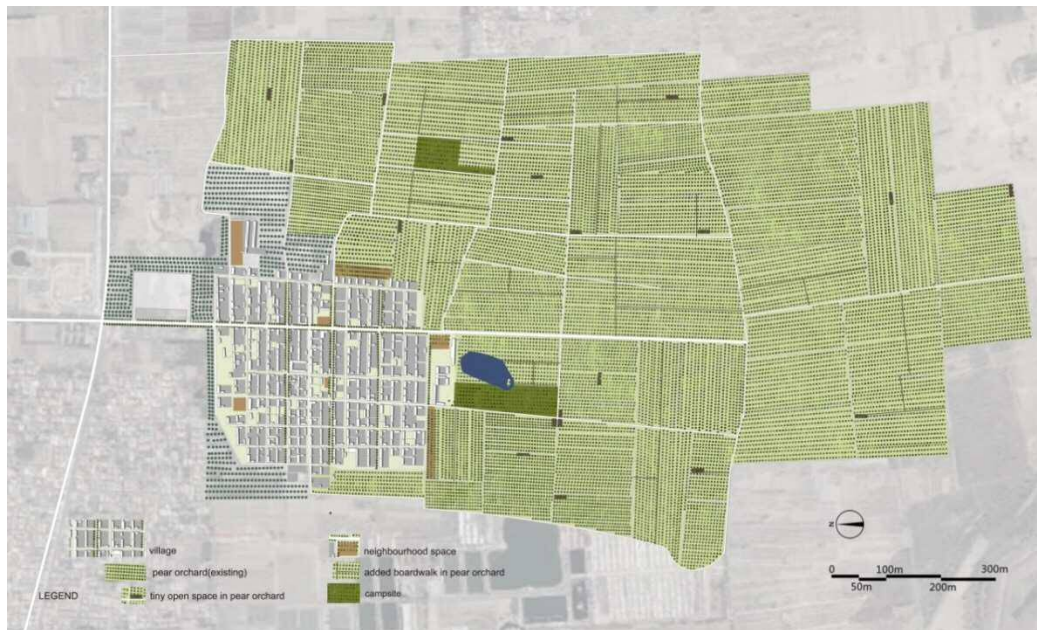 N
0 100m 300m
50m 200m
village
neighbourhood space
pear orchard(existing)
added boardwalk in pear orchard
LEGEND
tiny open space in pear orchard
campsite